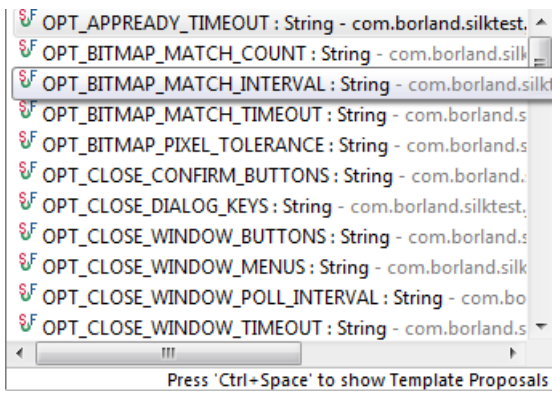 OPT_APPREADY_TIMEOUT : String - com.borland.silktest.
OPT_BITMAP_MATCH_COUNT : String - com.borland.silk
OPT_BITMAP_MATCH_INTERVAL : String - com.borland.silkt
OPT_BITMAP_MATCH_TIMEOUT : String - com.borland.s
OPT_BITMAP_PIXEL_TOLERANCE : String - com.borland.s
OPT_CLOSE_CONFIRM_BUTTONS : String - com.borland.
OPT_CLOSE_DIALOG_KEYS : String - com.borland.silktest.
OPT_CLOSE_WINDOW_BUTTONS : String - com.borland.s
OPT_CLOSE_WINDOW_MENUS : String - com.borland.silk
OPT_CLOSE_WINDOW_POLL_INTERVAL : String - com.bo
OPT_CLOSE_WINDOW_TIMEOUT : String - com.borland.s
Press 'Ctrl+Space' to show Template Proposals